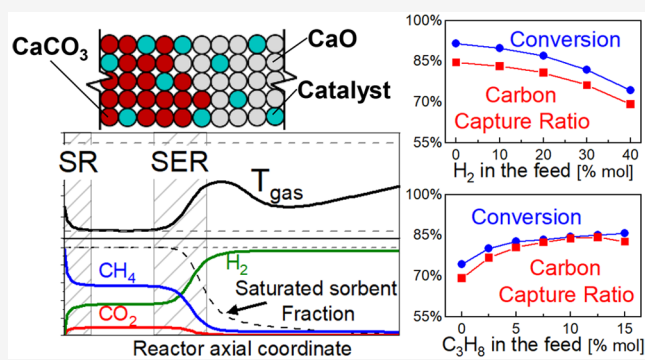 CaCO3
CaO
Catalyst
SR
SER
Tgas
CH4
H2
CO2
Saturated sorbent
Fraction
Reactor axial coordinate
100%
85%
70%
55%
Conversion
Carbon
Capture Ratio
0 10 20 30 40
H2 in the feed [% mol]
100%
85%
70%
55%
Conversion
Carbon
Capture Ratio
0 5 10 15
C3H8 in the feed [% mol]